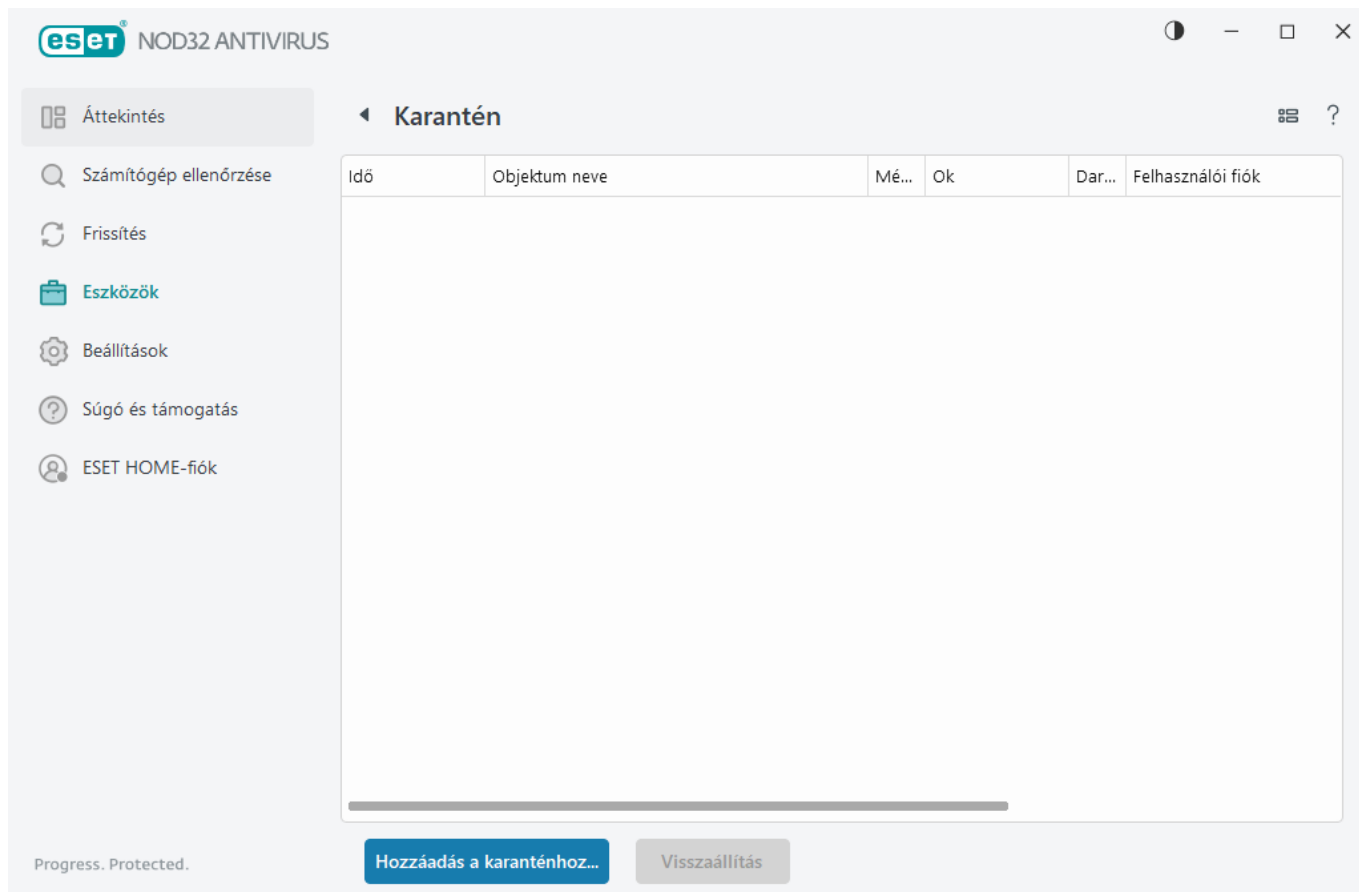 eseT® NOD32 ANTIVIRUS
Áttekintés
Számítógép ellenőrzése
Frissítés
Eszközök
Beállítások
Súgó és támogatás
ESET HOME-fiók
Karantén
?
Idő Objektum neve Mé... Ok Dar... Felhasználói fiók
Hozzáadás a karanténhoz... Visszaállítás
Progress. Protected.